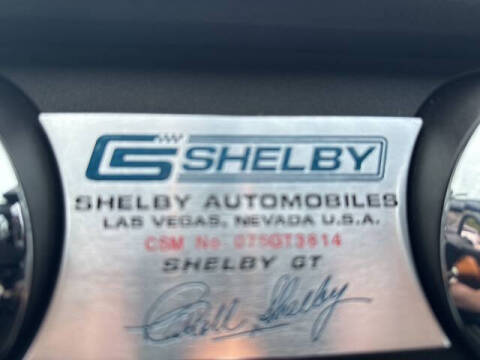 CS SHELBY
SHELBY AUTOMOBILES
LAS VEGAS, NEVADA U.S.A.
CSM No. 07SGT3614
SHELBY GT
Carroll Shelby